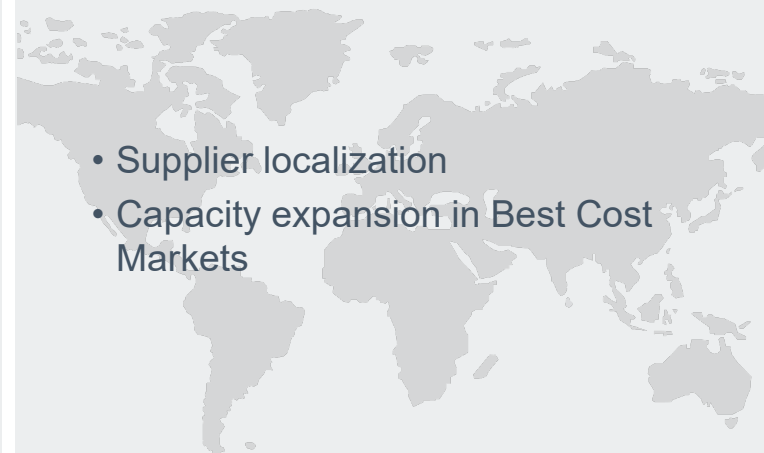 • Supplier localization
• Capacity expansion in Best Cost
Markets